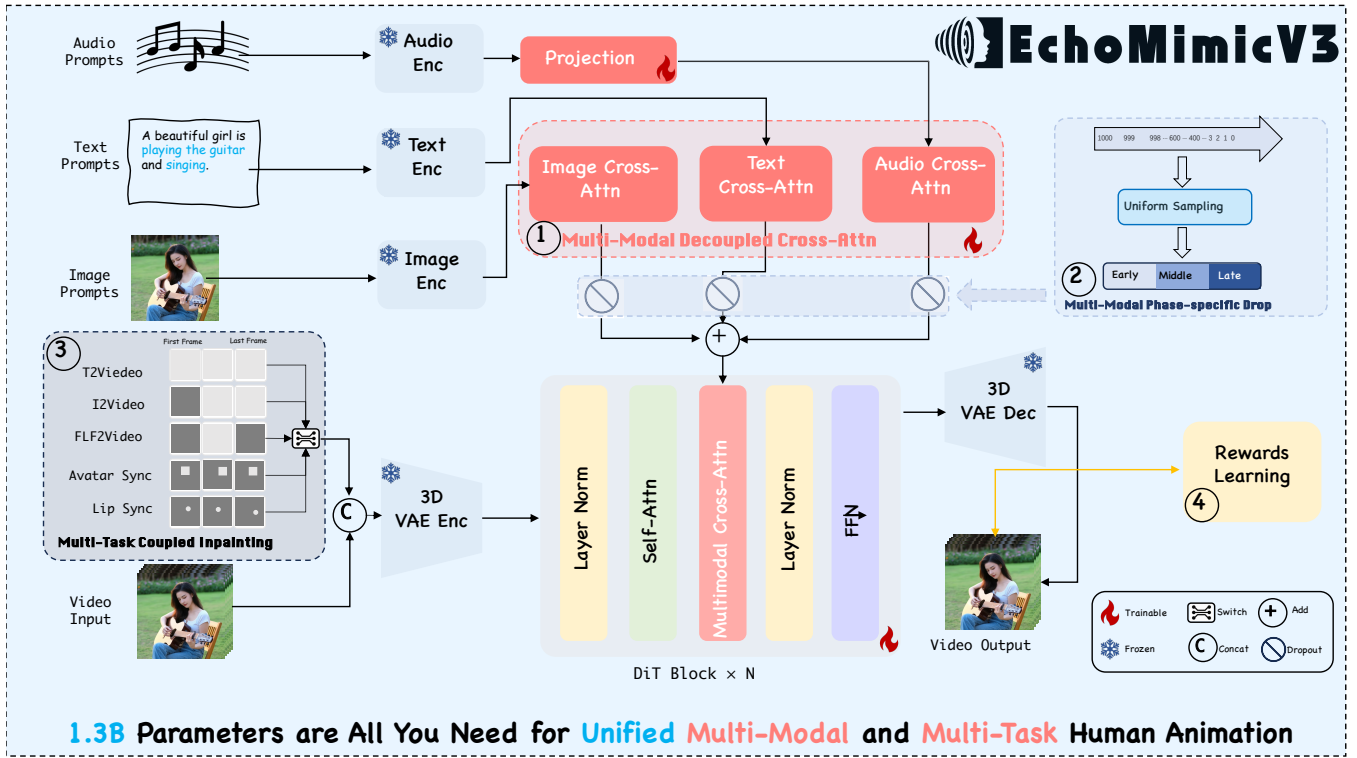 EchoMimicV3
Audio
Prompts
Audio
Enc
Projection
Text
Prompts
A beautiful girl is
playing the guitar
and singing.
Text
Enc
Image Cross-
Attn
Text
Cross-Attn
Audio Cross-
Attn
1
Multi-Modal Decoupled Cross-Attn
1000 999 998 – 600 – 400 – 3 2 1 0
Uniform Sampling
Early Middle Late
2
Multi-Modal Phase-specific Drop
Image
Prompts
Image
Enc
+
3
First Frame Last Frame
T2Viedeo
I2Video
FLF2Video
Avatar Sync
Lip Sync
Multi-Task Coupled Inpainting
C
3D
VAE Enc
Layer Norm
Self-Attn
Multimodal Cross-Attn
Layer Norm
FFN
DiT Block × N
3D
VAE Dec
Rewards
Learning
4
Video
Input
Video Output
Trainable
Switch
+ Add
Frozen
C Concat
Dropout
1.3B Parameters are All You Need for Unified Multi-Modal and Multi-Task Human Animation